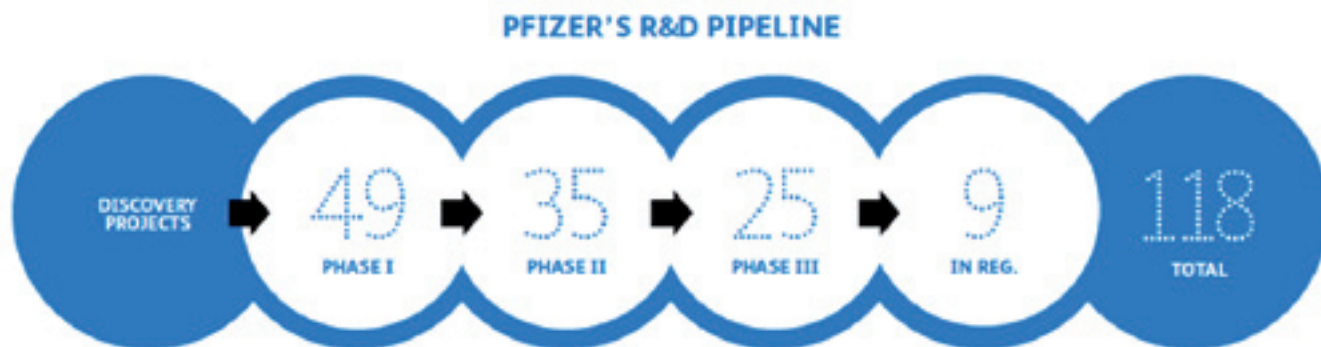 PFIZER'S R&D PIPELINE
DISCOVERY
PROJECTS
49
PHASE I
35
PHASE II
25
PHASE III
9
IN REG.
118
TOTAL